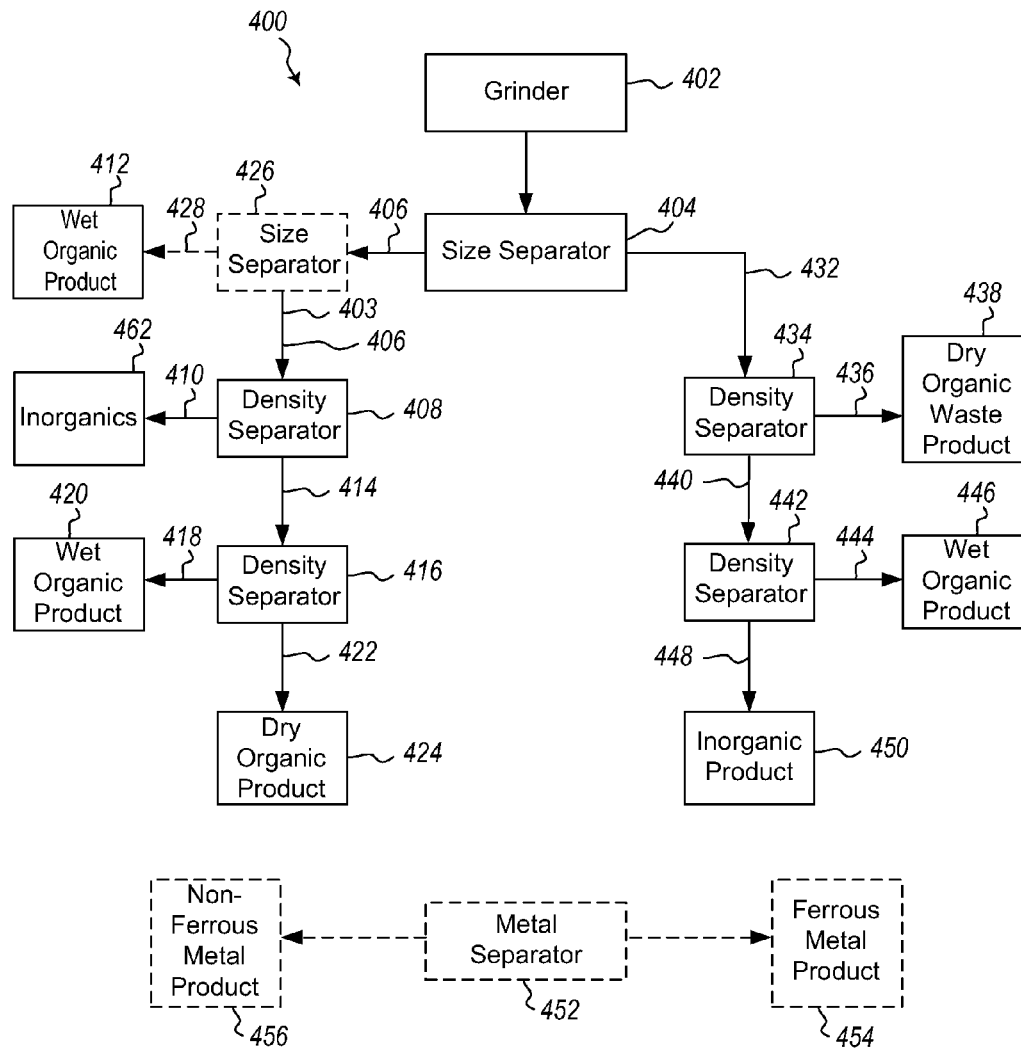 400
Grinder
402
412
426
Wet
Organic
Product
428
Size
Separator
406
Size Separator
404
432
403
406
438
462
434
Inorganics
410
Density
Separator
408
Density
Separator
436
Dry
Organic
Waste
Product
414
440
420
442
446
Wet
Organic
Product
418
Density
Separator
416
Density
Separator
444
Wet
Organic
Product
422
448
Dry
Organic
Product
424
Inorganic
Product
450
Non-
Ferrous
Metal
Product
Metal
Separator
Ferrous
Metal
Product
456
452
454